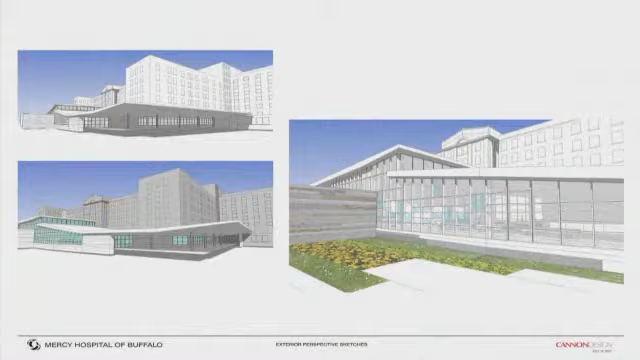 MERCY HOSPITAL OF BUFFALO
EXTERIOR PERSPECTIVE SKETCHES
CANNONDESIGN